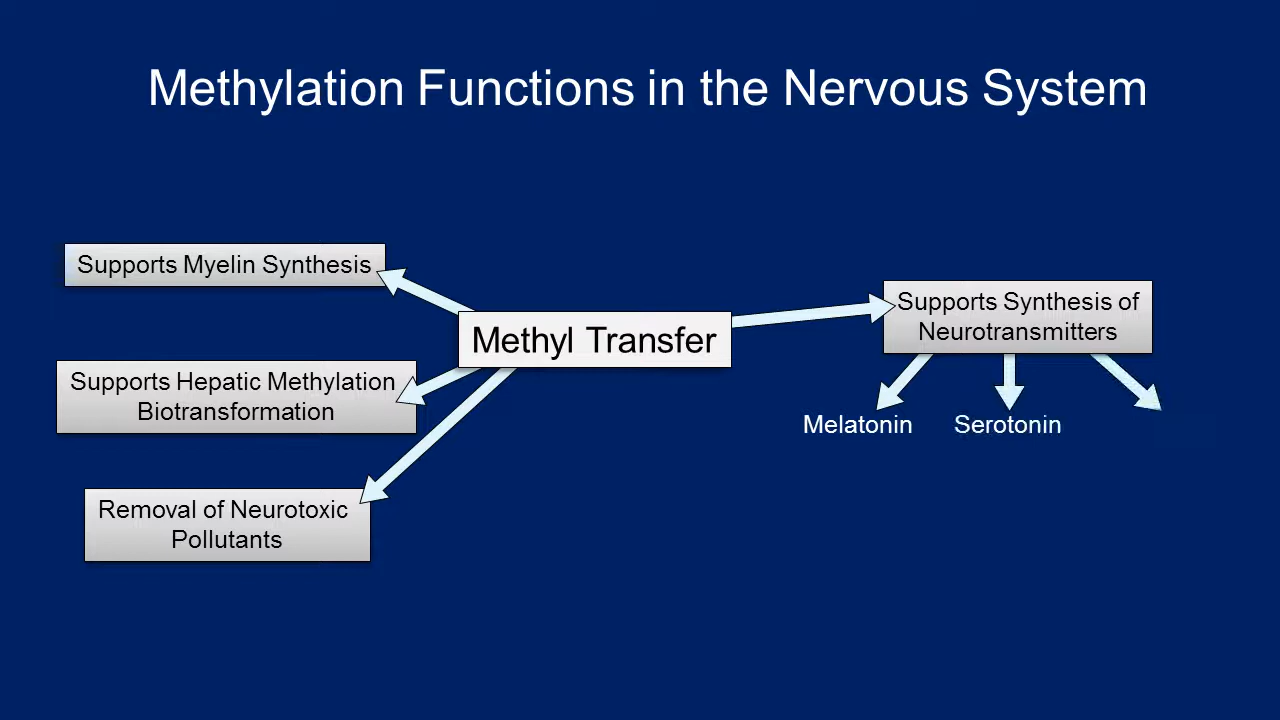 Methylation Functions in the Nervous System
Supports Myelin Synthesis
Supports Hepatic Methylation
Biotransformation
Removal of Neurotoxic
Pollutants
Methyl Transfer
Supports Synthesis of
Neurotransmitters
Melatonin
Serotonin